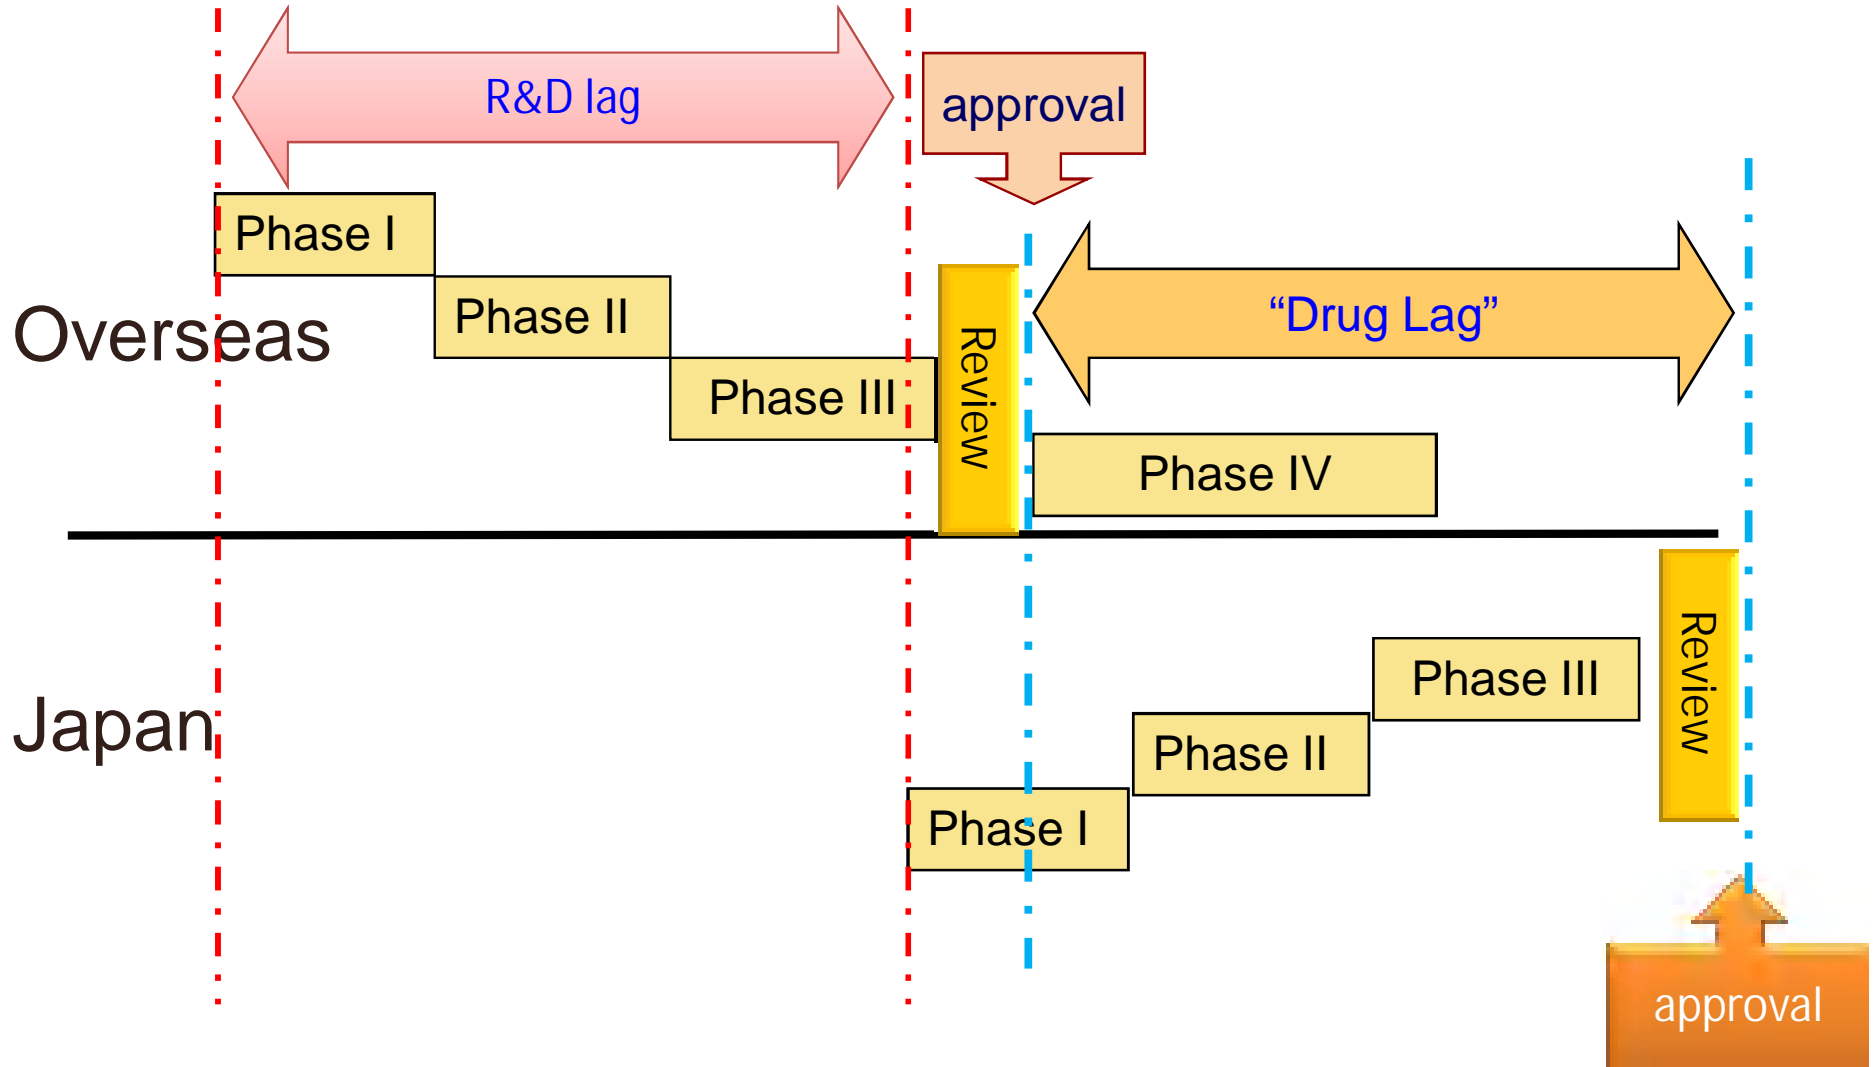 R&D lag
approval
Phase I
Phase II
Overseas
Phase III
Review
“Drug Lag”
Phase IV
Japan
Phase I
Phase II
Phase III
Review
approval